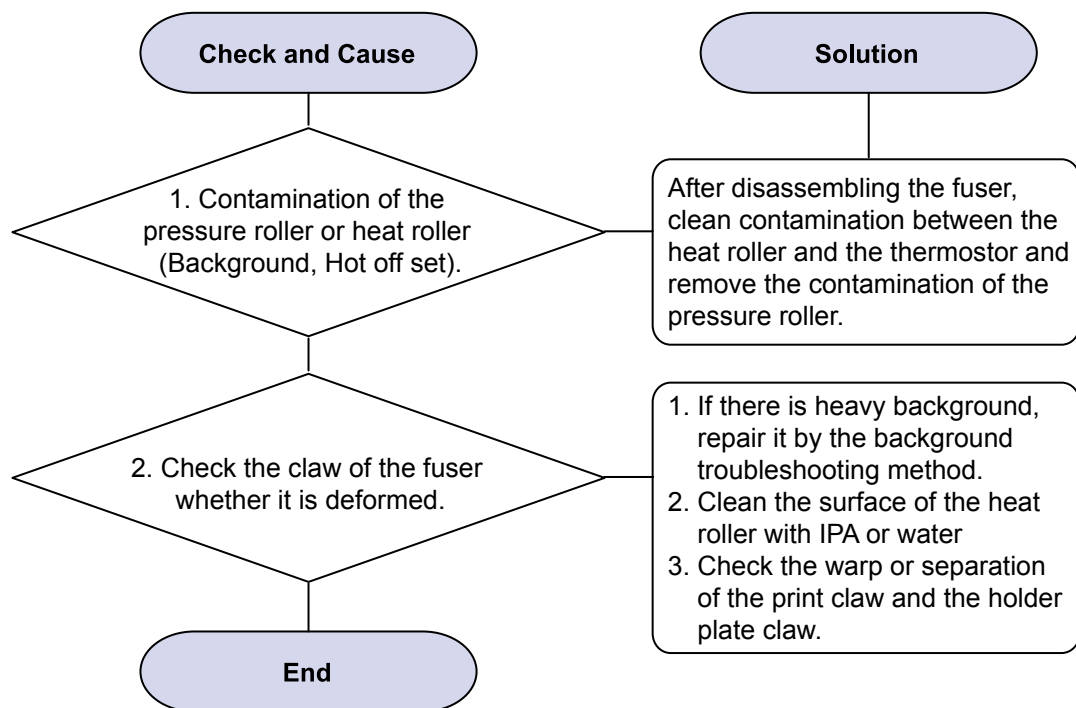 Check and Cause
Solution
1. Contamination of the
pressure roller or heat roller
(Background, Hot off set).
After disassembling the fuser,
clean contamination between the
heat roller and the thermostor and
remove the contamination of the
pressure roller.
2. Check the claw of the fuser
whether it is deformed.
1. If there is heavy background,
repair it by the background
troubleshooting method.
2. Clean the surface of the heat
roller with IPA or water
3. Check the warp or separation
of the print claw and the holder
plate claw.
End